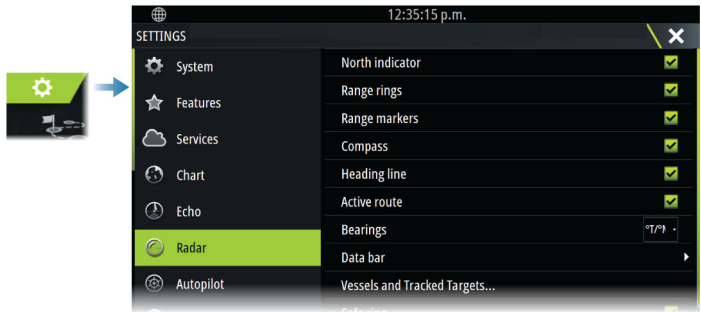 12:35:15 p.m.
SETTINGS
System
Features
Services
Chart
Echo
Radar
Autopilot
North indicator
Range rings
Range markers
Compass
Heading line
Active route
Bearings
°T/°
Data bar
Vessels and Tracked Targets...